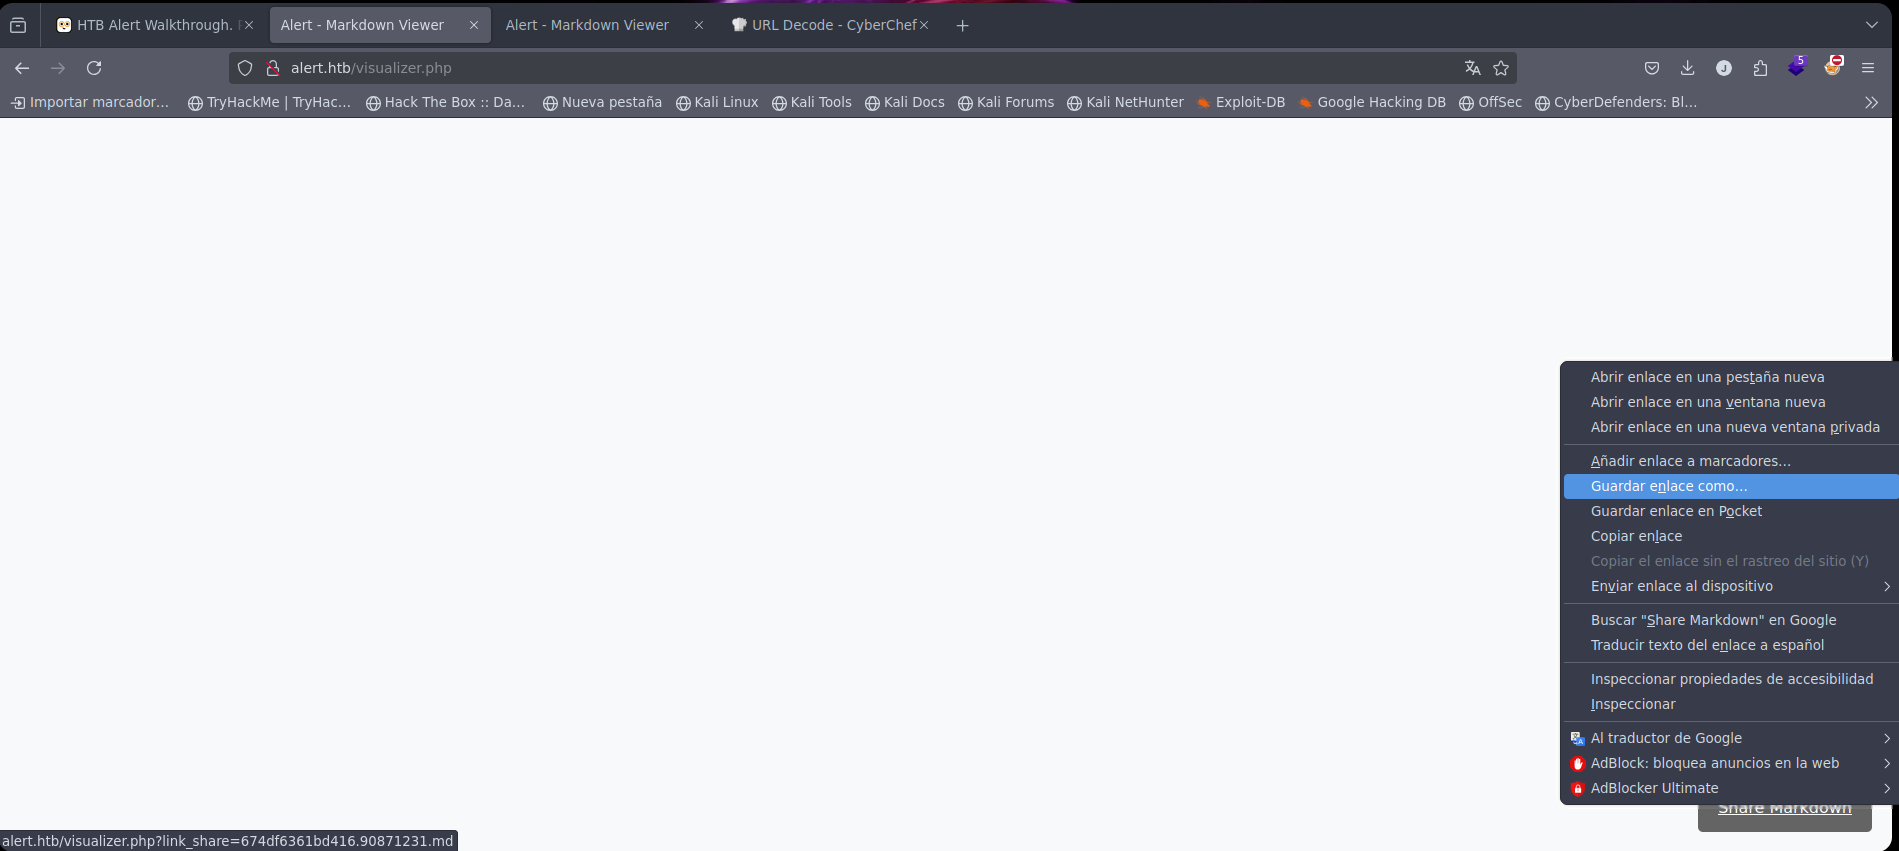 HTB Alert Walkthrough.
Alert - Markdown Viewer
Alert - Markdown Viewer
URL Decode - CyberChef
alert.htb/visualizer.php
5
Importar marcador...
TryHackMe | TryHac...
Hack The Box :: Da...
Nueva pestaña
Kali Linux
Kali Tools
Kali Docs
Kali Forums
Kali NetHunter
Exploit-DB
Google Hacking DB
OffSec
CyberDefenders: Bl...
Abrir enlace en una pestaña nueva
Abrir enlace en una ventana nueva
Abrir enlace en una nueva ventana privada
Añadir enlace a marcadores...
Guardar enlace como...
Guardar enlace en Pocket
Copiar enlace
Copiar el enlace sin el rastreo del sitio (Y)
Enviar enlace al dispositivo
Buscar "Share Markdown" en Google
Traducir texto del enlace a español
Inspeccionar propiedades de accesibilidad
Inspeccionar
Al traductor de Google
AdBlock: bloquea anuncios en la web
AdBlocker Ultimate
Share Markdown
alert.htb/visualizer.php?link_share=674df6361bd416.90871231.md